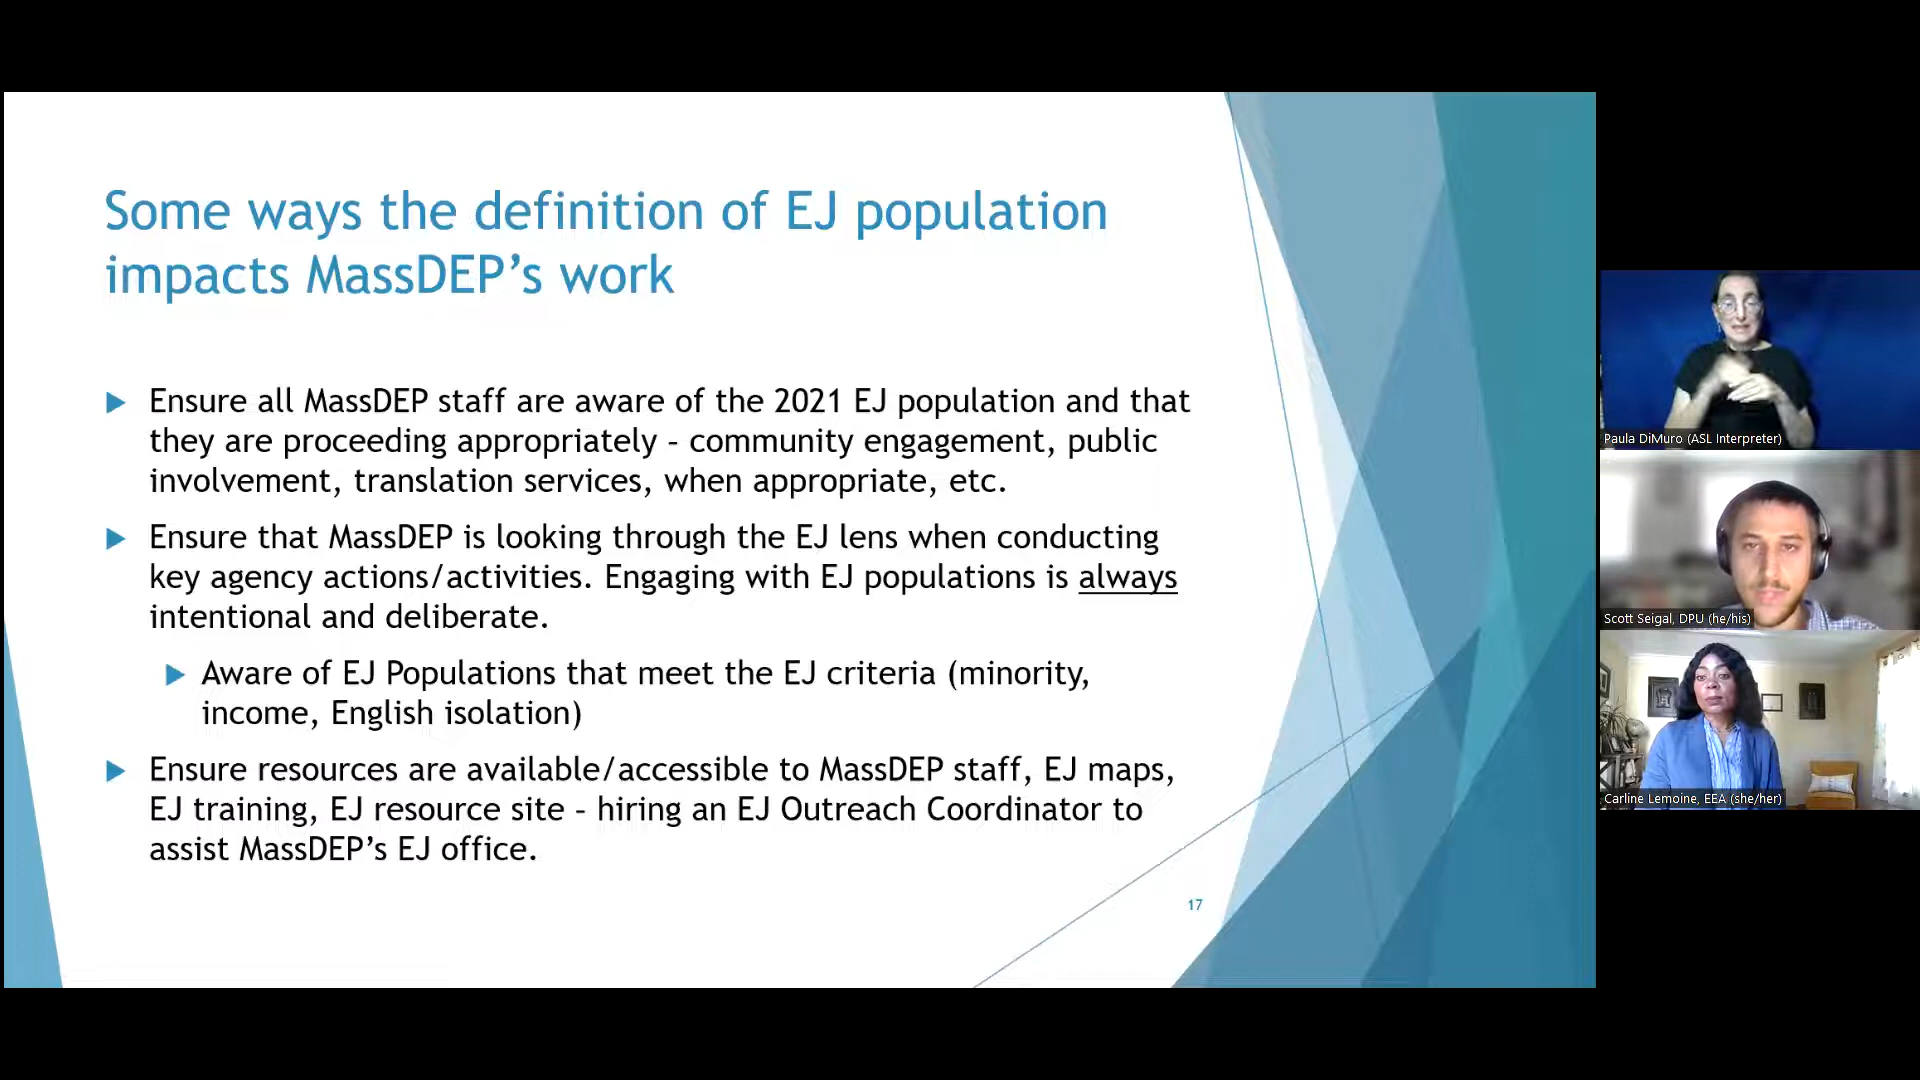 Some ways the definition of EJ population
impacts MassDEP's work
▶ Ensure all MassDEP staff are aware of the 2021 EJ population and that
they are proceeding appropriately – community engagement, public
involvement, translation services, when appropriate, etc.
▶ Ensure that MassDEP is looking through the EJ lens when conducting
key agency actions/activities. Engaging with EJ populations is always
intentional and deliberate.
▶ Aware of EJ Populations that meet the EJ criteria (minority,
income, English isolation)
▶ Ensure resources are available/accessible to MassDEP staff, EJ maps,
EJ training, EJ resource site – hiring an EJ Outreach Coordinator to
assist MassDEP's EJ office.
17
Paula DiMuro (ASL Interpreter)
Scott Seigal, DPU (he/his)
Carline Lemoine, EEA (she/her)